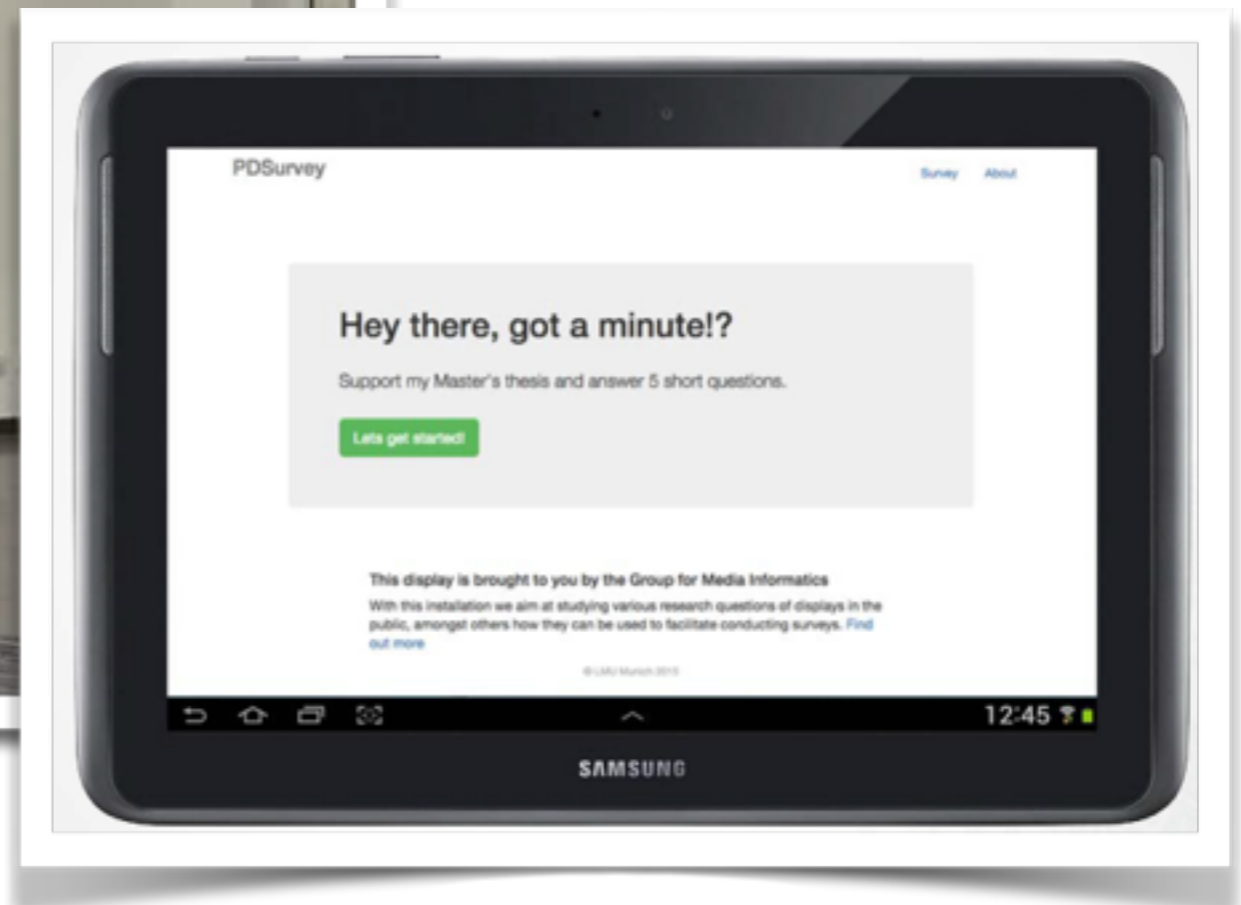 PDSurvey
Survey About
Hey there, got a minute!?
Support my Master's thesis and answer 5 short questions.
Lets get started!
This display is brought to you by the Group for Media Informatics
With this installation we aim at studying various research questions of displays in the
public, amongst others how they can be used to facilitate conducting surveys. Find
out more
© LMU Munich 2015
12:45
SAMSUNG